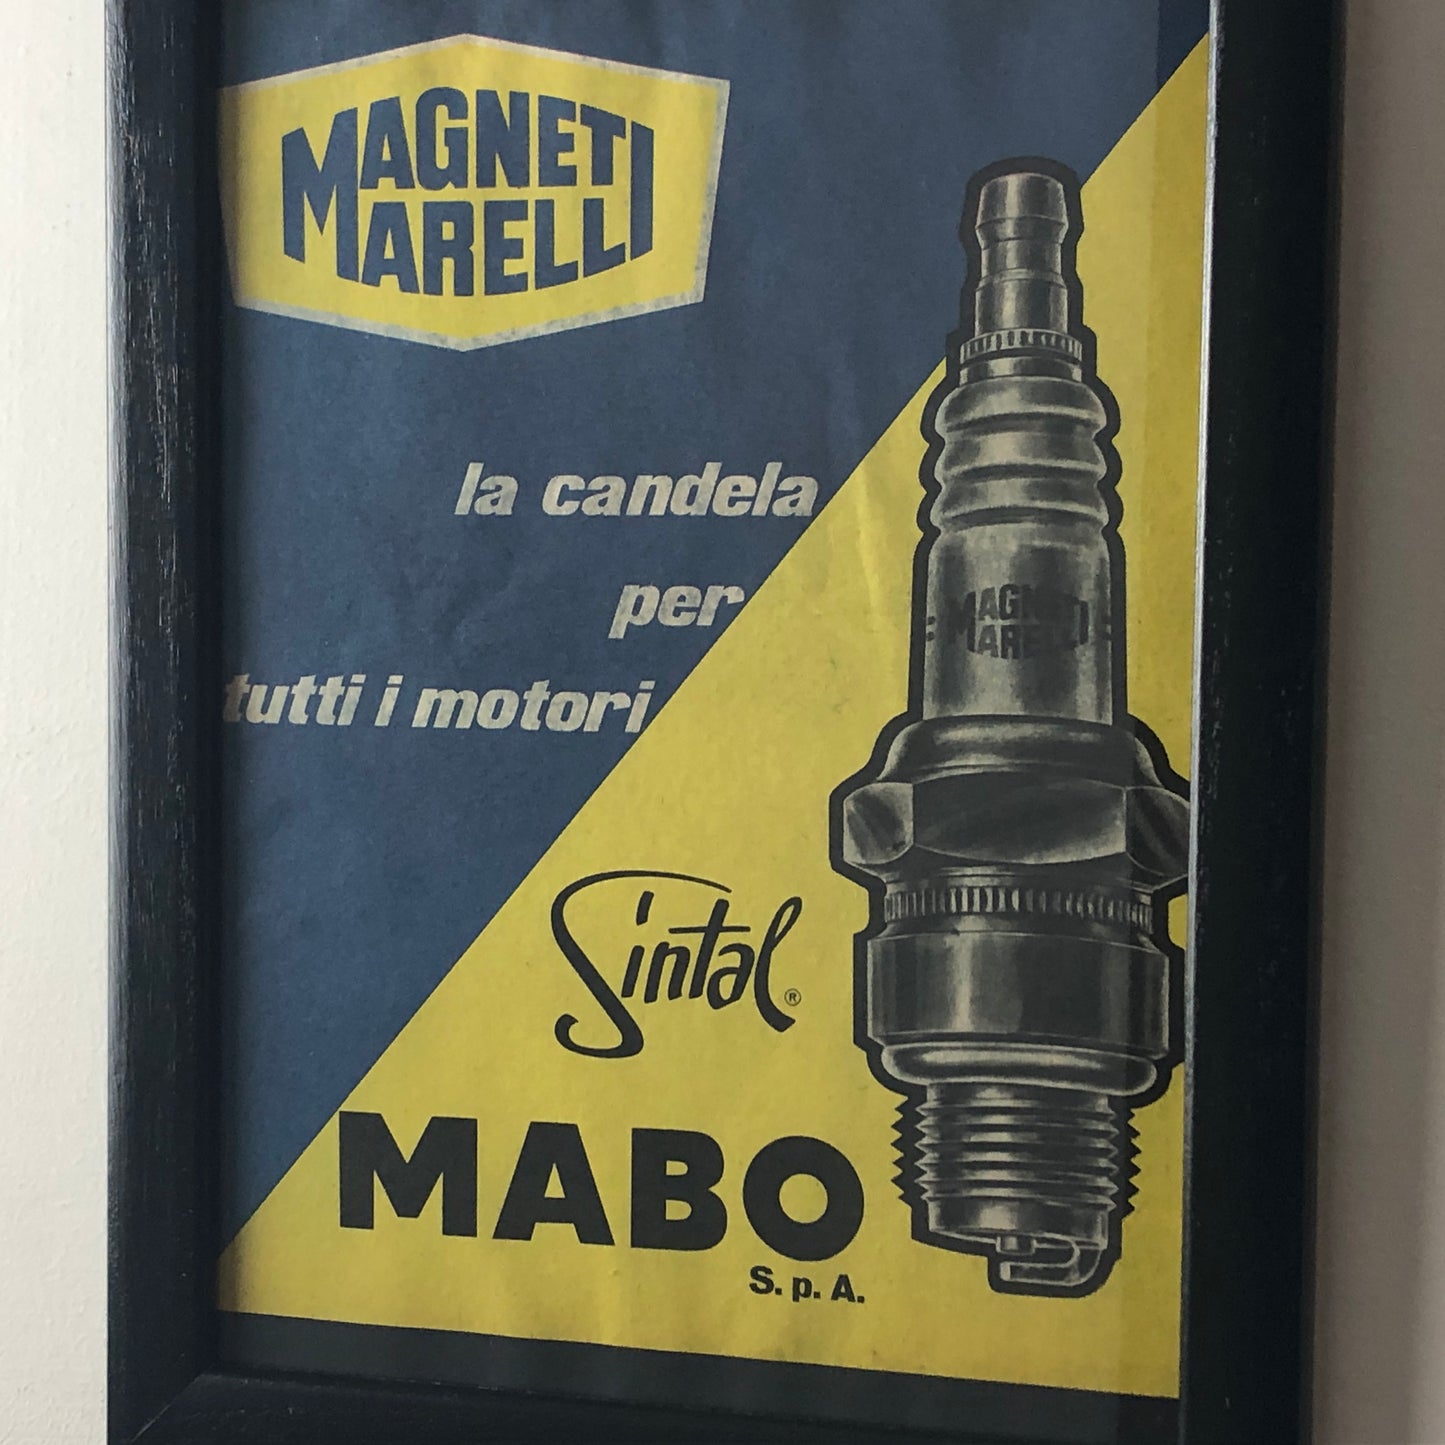 MAGNETI
MARELLI
la candela
per
tutti i motori
MAGNETI
MARELLI
Sintal®
MABO
S.p.A.